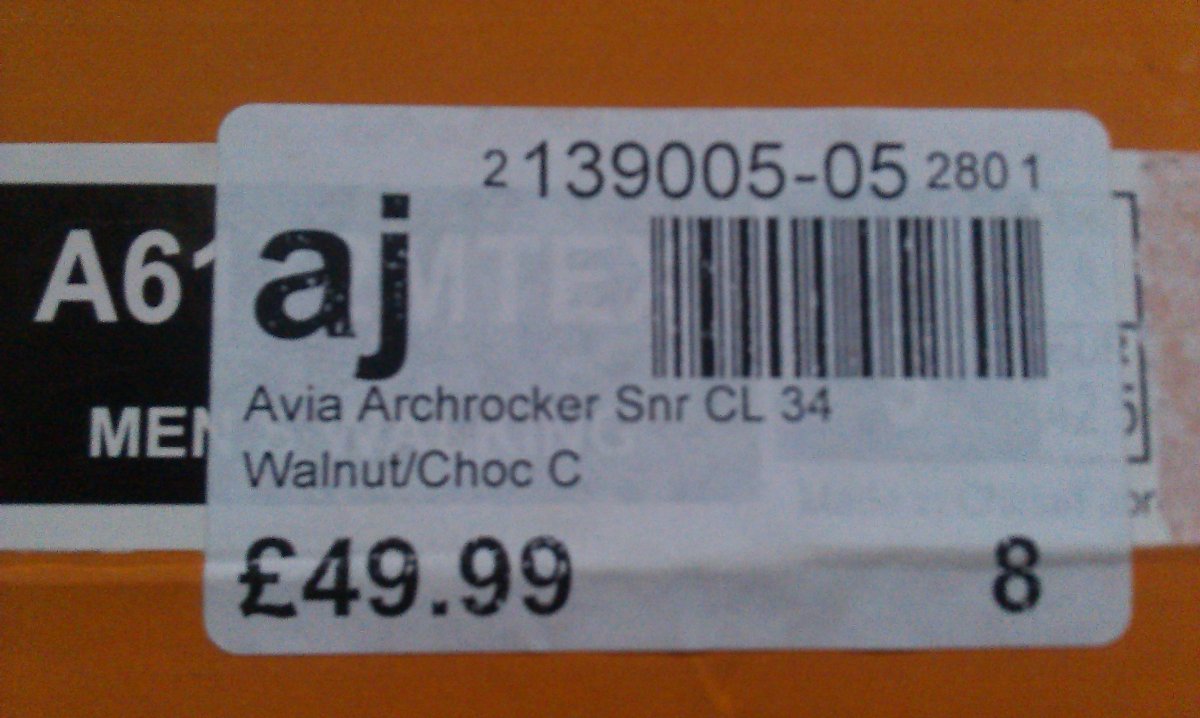 2 139005-05 280 1
aj
A61
Avia Archrocker Snr CL 34
MEN
Walnut/Choc C
£49.99 8